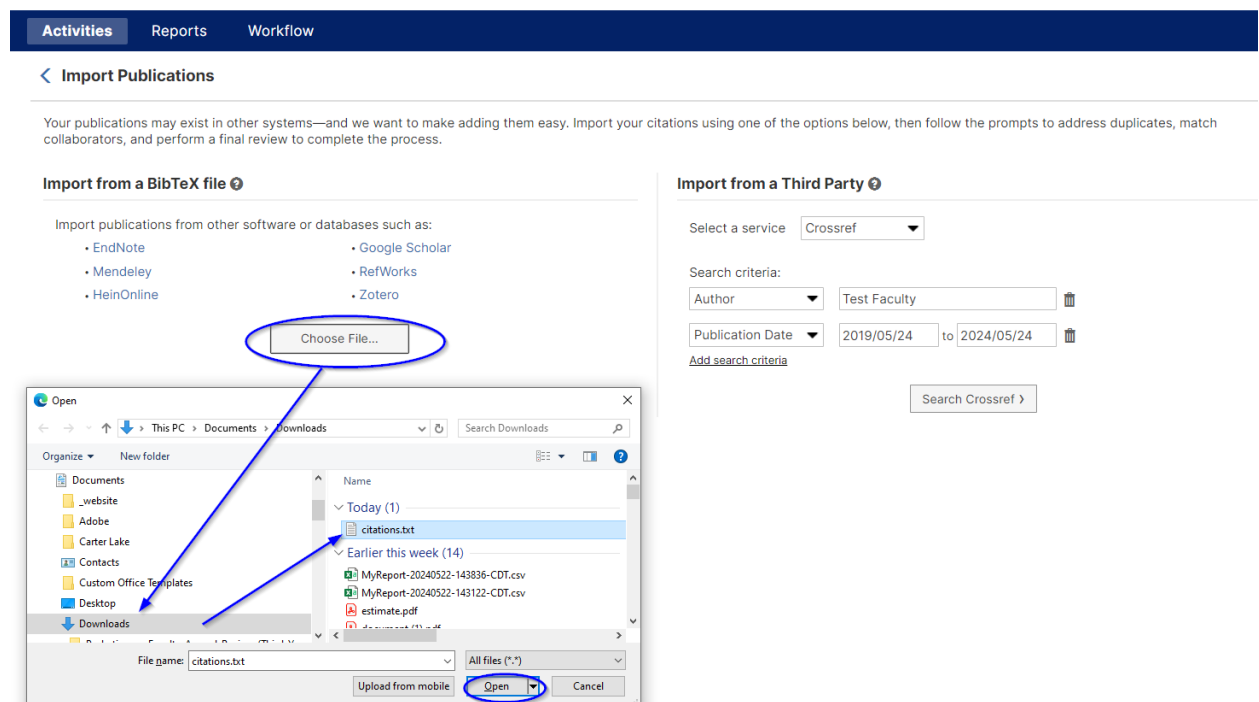 Activities Reports Workflow
Import Publications
Your publications may exist in other systems—and we want to make adding them easy. Import your citations using one of the options below, then follow the prompts to address duplicates, match
collaborators, and perform a final review to complete the process.
Import from a BibTeX file ?
Import publications from other software or databases such as:
• EndNote • Google Scholar
• Mendeley • RefWorks
• HeinOnline • Zotero
Choose File...
Import from a Third Party ?
Select a service Crossref
Search criteria:
Author Test Faculty
Publication Date 2019/05/24 to 2024/05/24
Add search criteria
Search Crossref ›
Open
This PC › Documents › Downloads Search Downloads
Organize New folder
Documents
_website
Adobe
Carter Lake
Contacts
Custom Office Templates
Desktop
Downloads
Name
Today (1)
citations.txt
Earlier this week (14)
MyReport-20240522-143836-CDT.csv
MyReport-20240522-143122-CDT.csv
estimate.pdf
document (1).pdf
File name: citations.txt All files (*.*)
Upload from mobile Open Cancel